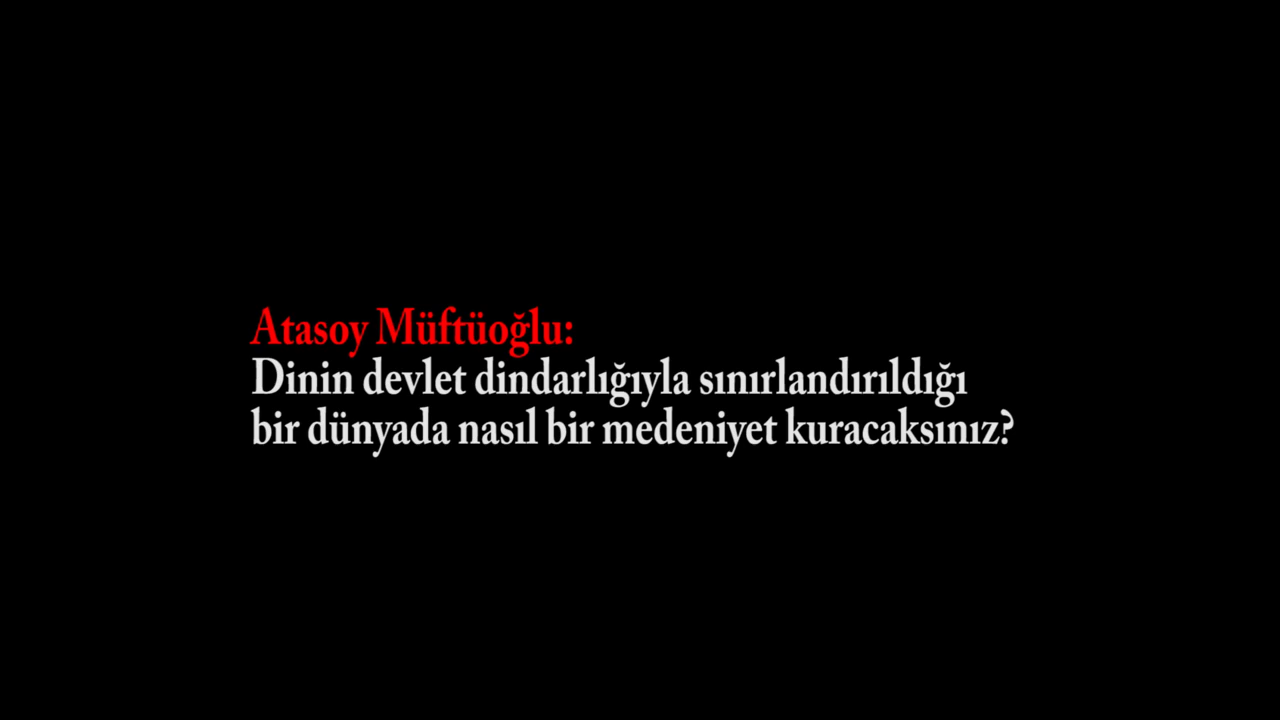 Atasoy Müftüoğlu:
Dinin devlet dindarlığıyla sınırlandırıldığı
bir dünyada nasıl bir medeniyet kuracaksınız?